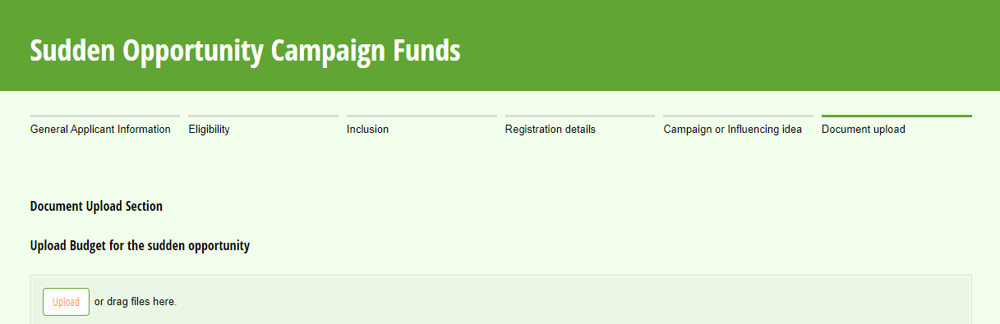 Sudden Opportunity Campaign Funds
General Applicant Information Eligibility Inclusion Registration details Campaign or Influencing idea Document upload
Document Upload Section
Upload Budget for the sudden opportunity
Upload or drag files here.